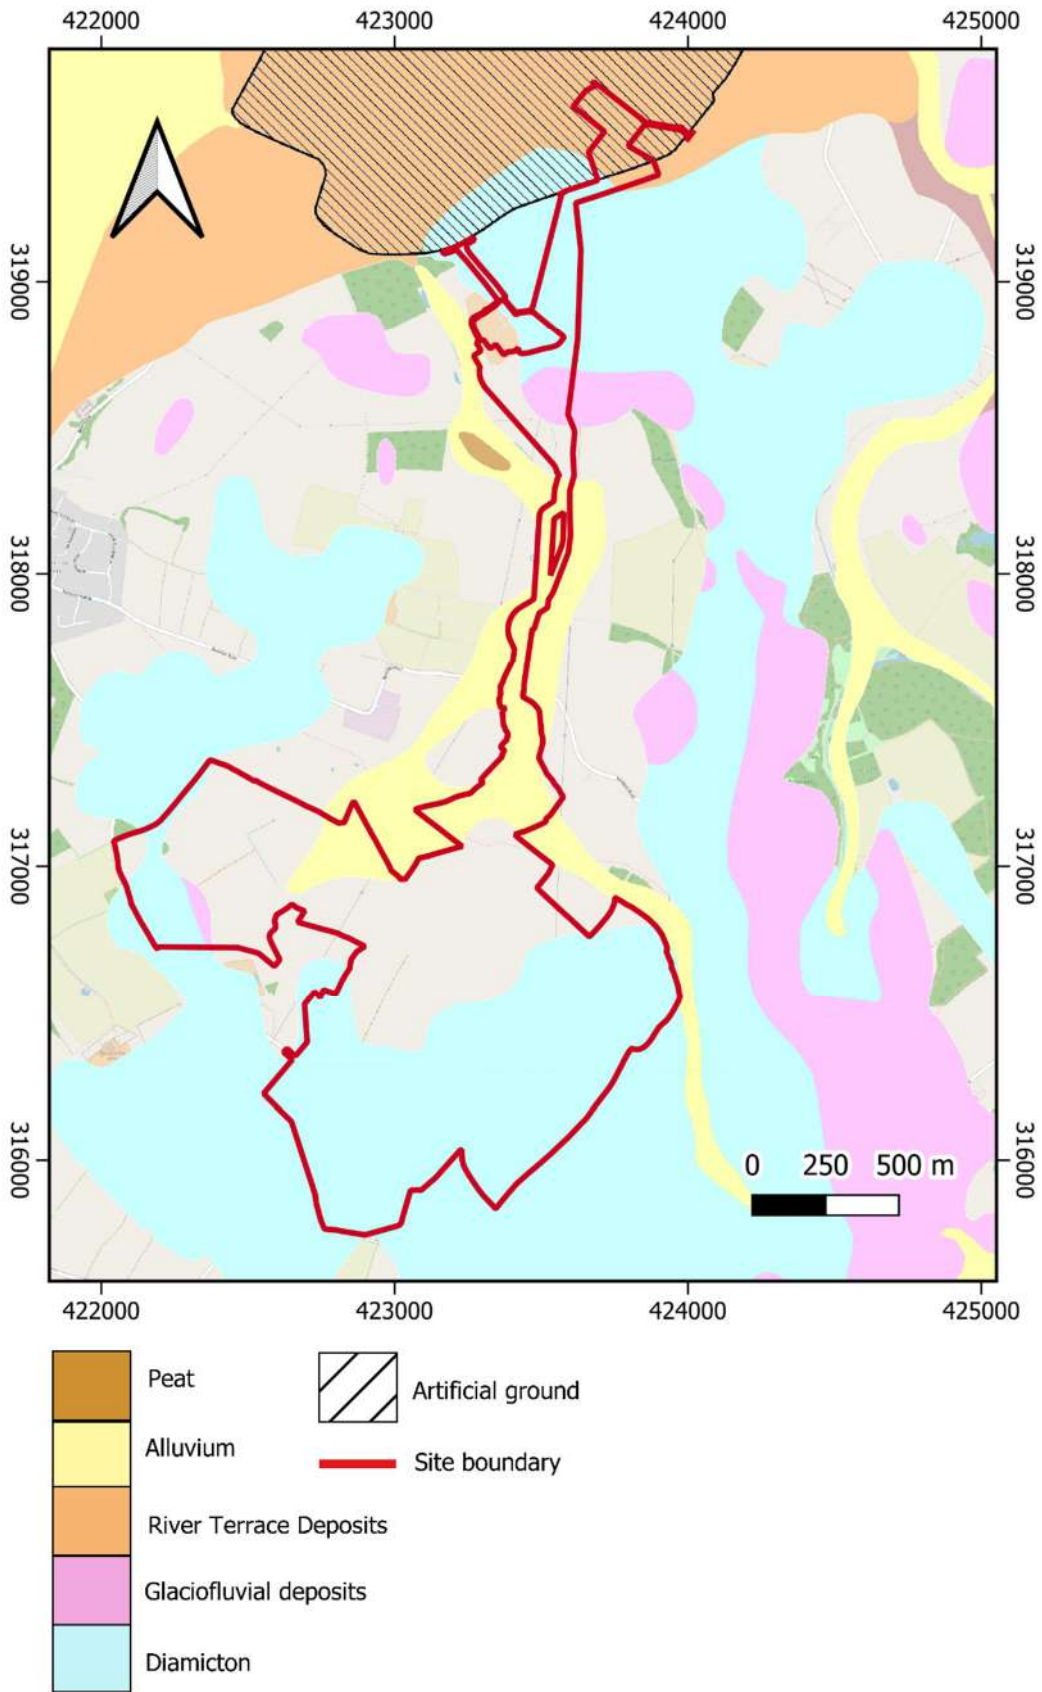 422000 423000 424000 425000
319000 319000
318000 318000
317000 317000
316000 316000
0 250 500 m
422000 423000 424000 425000
Peat
Artificial ground
Alluvium
Site boundary
River Terrace Deposits
Glaciofluvial deposits
Diamicton